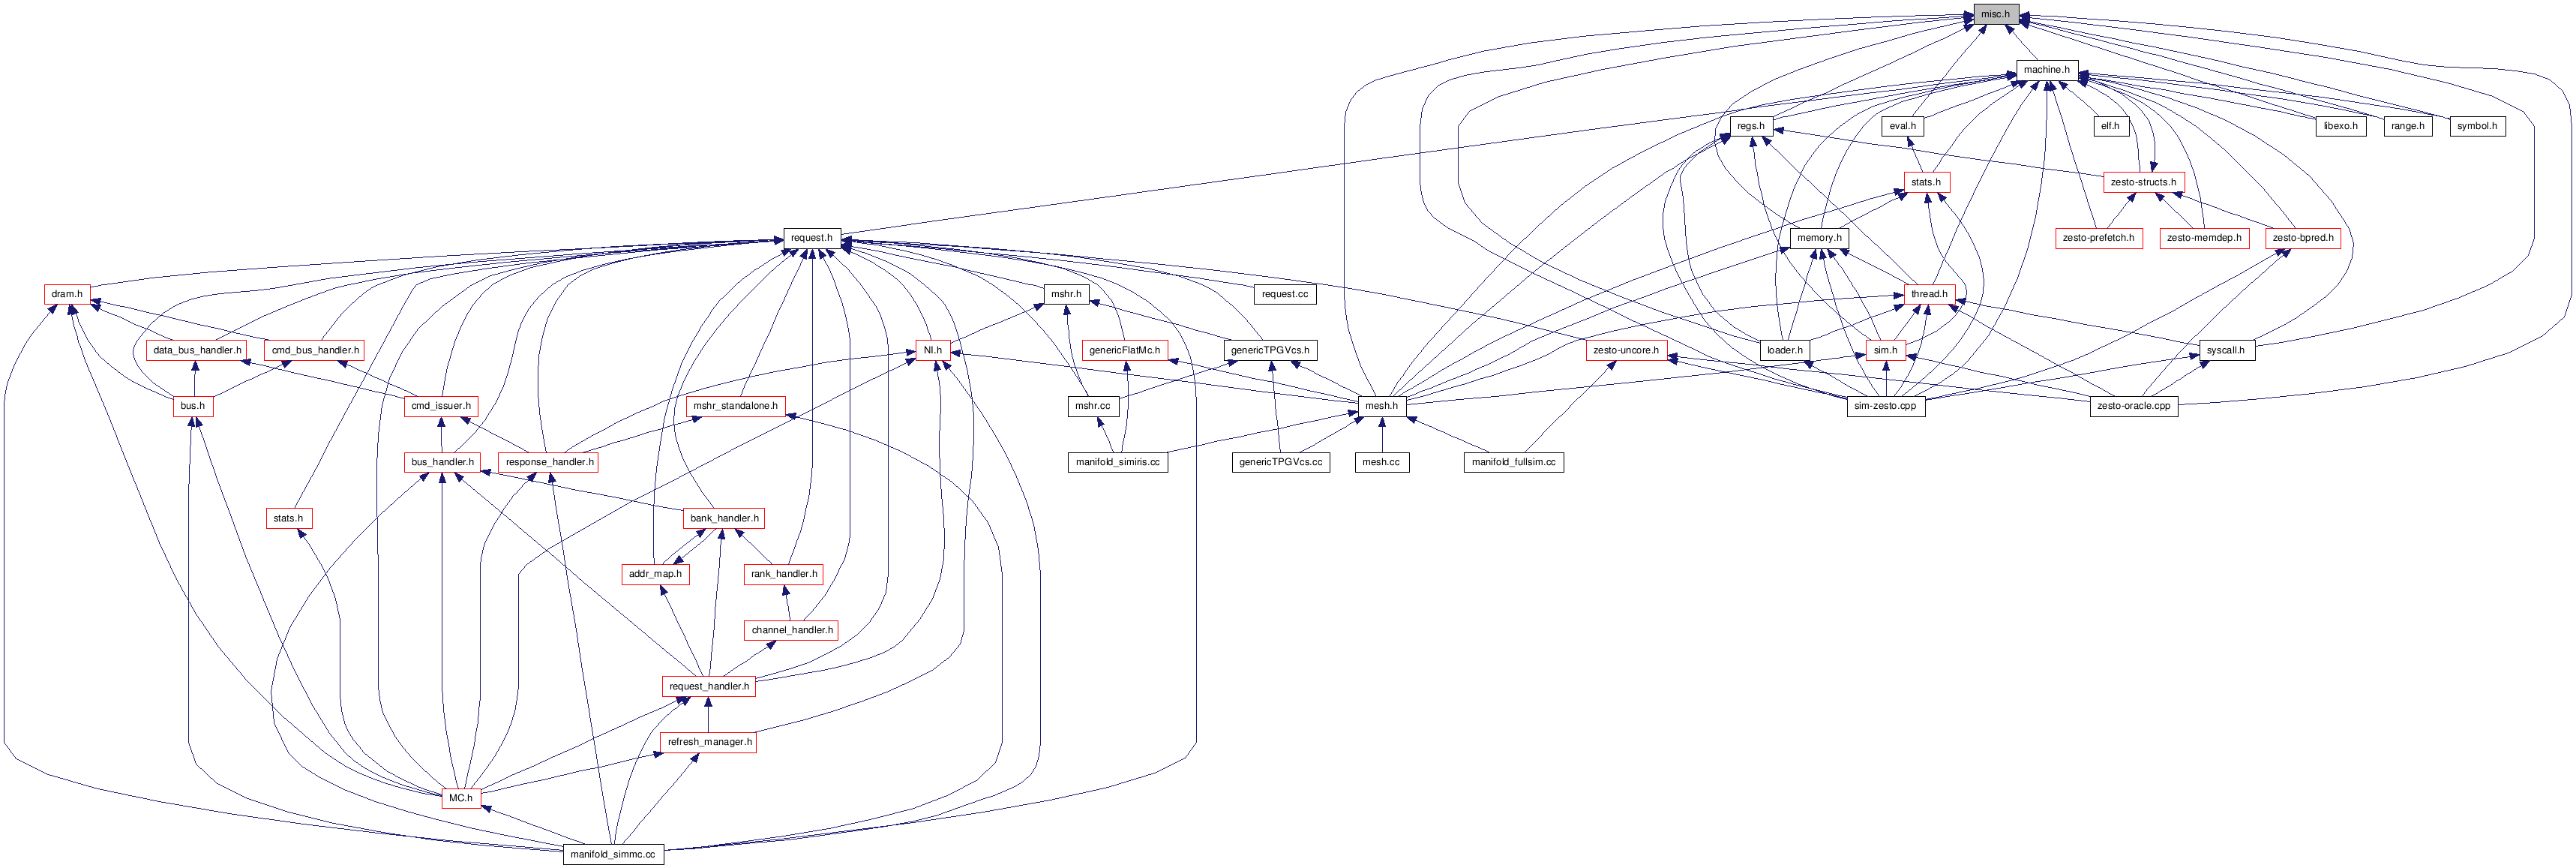 misc.h
machine.h
regs.h
eval.h
elf.h
libexo.h
range.h
symbol.h
stats.h
zesto-structs.h
request.h
memory.h
zesto-prefetch.h
zesto-memdep.h
zesto-bpred.h
dram.h
mshr.h
request.cc
thread.h
data_bus_handler.h
cmd_bus_handler.h
NI.h
genericFlatMc.h
genericTPGVcs.h
zesto-uncore.h
loader.h
sim.h
syscall.h
bus.h
cmd_issuer.h
mshr_standalone.h
mshr.cc
mesh.h
sim-zesto.cpp
zesto-oracle.cpp
bus_handler.h
response_handler.h
manifold_simiris.cc
genericTPGVcs.cc
mesh.cc
manifold_fullsim.cc
stats.h
bank_handler.h
addr_map.h
rank_handler.h
channel_handler.h
request_handler.h
refresh_manager.h
MC.h
manifold_simmc.cc